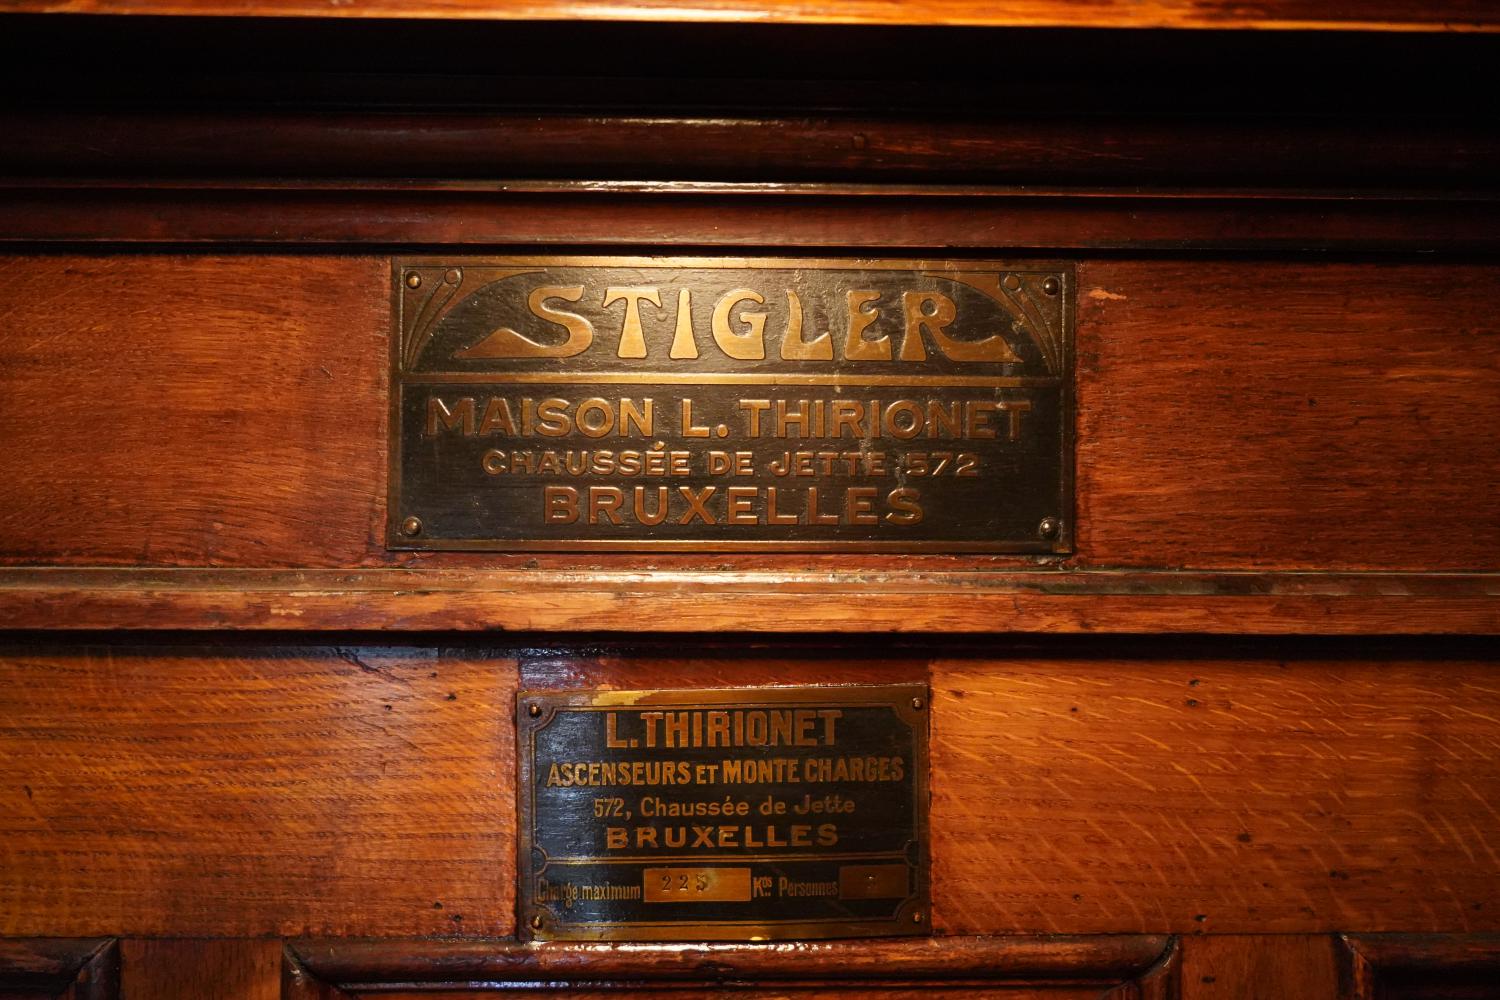 STIGLER
MAISON L. THIRIONET
CHAUSSÉE DE JETTE 572
BRUXELLES
L. THIRIONET
ASCENSEURS ET MONTE CHARGES
572, Chaussée de Jette
BRUXELLES
Charge maximum 225 Kos Personnes